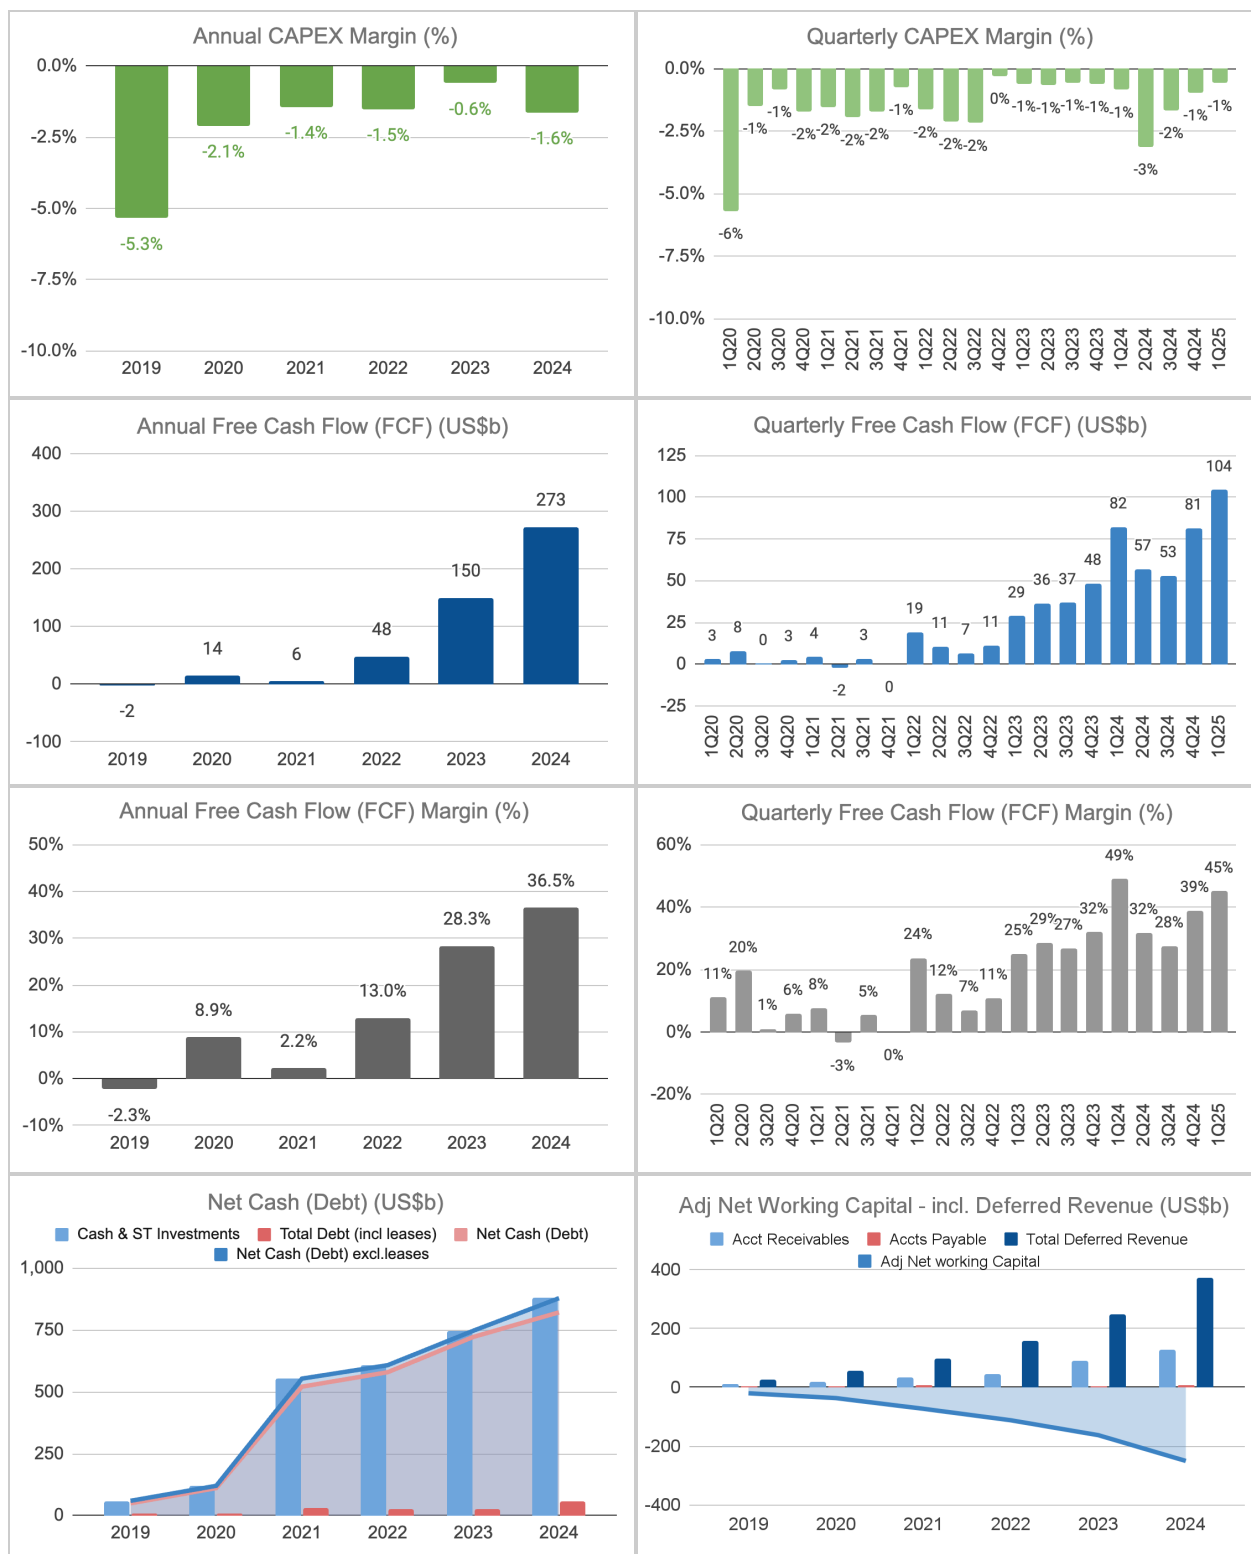 Annual CAPEX Margin (%)
0.0%
-2.5%
-5.0%
-7.5%
-10.0%
-5.3%
-2.1%
-1.4%
-1.5%
-0.6%
-1.6%
2019 2020 2021 2022 2023 2024
Quarterly CAPEX Margin (%)
0.0%
-2.5%
-5.0%
-7.5%
-10.0%
-6% -1% -1% -2% -2% -2% -2% -1% -2% -2% -2% 0% -1% -1% -1% -1% -1% -3% -2% -1% -1%
1Q20 2Q20 3Q20 4Q20 1Q21 2Q21 3Q21 4Q21 1Q22 2Q22 3Q22 4Q22 1Q23 2Q23 3Q23 4Q23 1Q24 2Q24 3Q24 4Q24 1Q25
Annual Free Cash Flow (FCF) (US$b)
400
300
200
100
0
-100
-2 14 6 48 150 273
2019 2020 2021 2022 2023 2024
Quarterly Free Cash Flow (FCF) (US$b)
125
100
75
50
25
0
-25
3 8 0 3 4 -2 3 0 19 11 7 11 29 36 37 48 82 57 53 81 104
1Q20 2Q20 3Q20 4Q20 1Q21 2Q21 3Q21 4Q21 1Q22 2Q22 3Q22 4Q22 1Q23 2Q23 3Q23 4Q23 1Q24 2Q24 3Q24 4Q24 1Q25
Annual Free Cash Flow (FCF) Margin (%)
50%
40%
30%
20%
10%
0%
-10%
-2.3% 8.9% 2.2% 13.0% 28.3% 36.5%
2019 2020 2021 2022 2023 2024
Quarterly Free Cash Flow (FCF) Margin (%)
60%
40%
20%
0%
-20%
11% 20% 1% 6% 8% -3% 5% 0% 24% 12% 7% 11% 25% 29% 27% 32% 49% 32% 28% 39% 45%
1Q20 2Q20 3Q20 4Q20 1Q21 2Q21 3Q21 4Q21 1Q22 2Q22 3Q22 4Q22 1Q23 2Q23 3Q23 4Q23 1Q24 2Q24 3Q24 4Q24 1Q25
Net Cash (Debt) (US$b)
Cash & ST Investments Total Debt (incl leases) Net Cash (Debt)
Net Cash (Debt) excl.leases
1,000
750
500
250
0
2019 2020 2021 2022 2023 2024
Adj Net Working Capital - incl. Deferred Revenue (US$b)
Acct Receivables Accts Payable Total Deferred Revenue
Adj Net working Capital
400
200
0
-200
-400
2019 2020 2021 2022 2023 2024